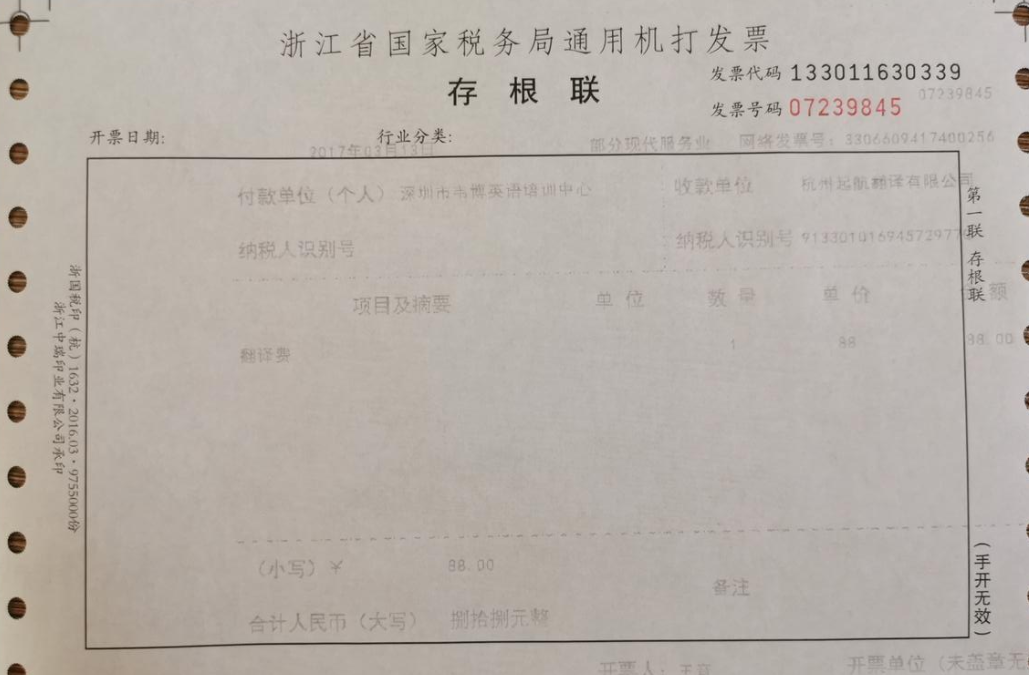 浙江省国家税务局通用机打发票
存根联
发票代码 133011630339
发票号码 07239845
07239845
开票日期: 2017年03月13日 行业分类: 部分现代服务业 网络发票号: 3306609417400256
付款单位（个人） 深圳市韦博英语培训中心 收款单位 杭州起航翻译有限公司
纳税人识别号 纳税人识别号
项目及摘要 单位 数量 单价 额
翻译费 1 88 88.00
（小写）￥ 88.00 备注
合计人民币（大写） 捌拾捌元整
开票人: 开票单位（未盖章无
第一联 存根联
（手开无效）
浙国税印（杭）1632·2016.03·9755000份
浙江中瑞印业有限公司承印